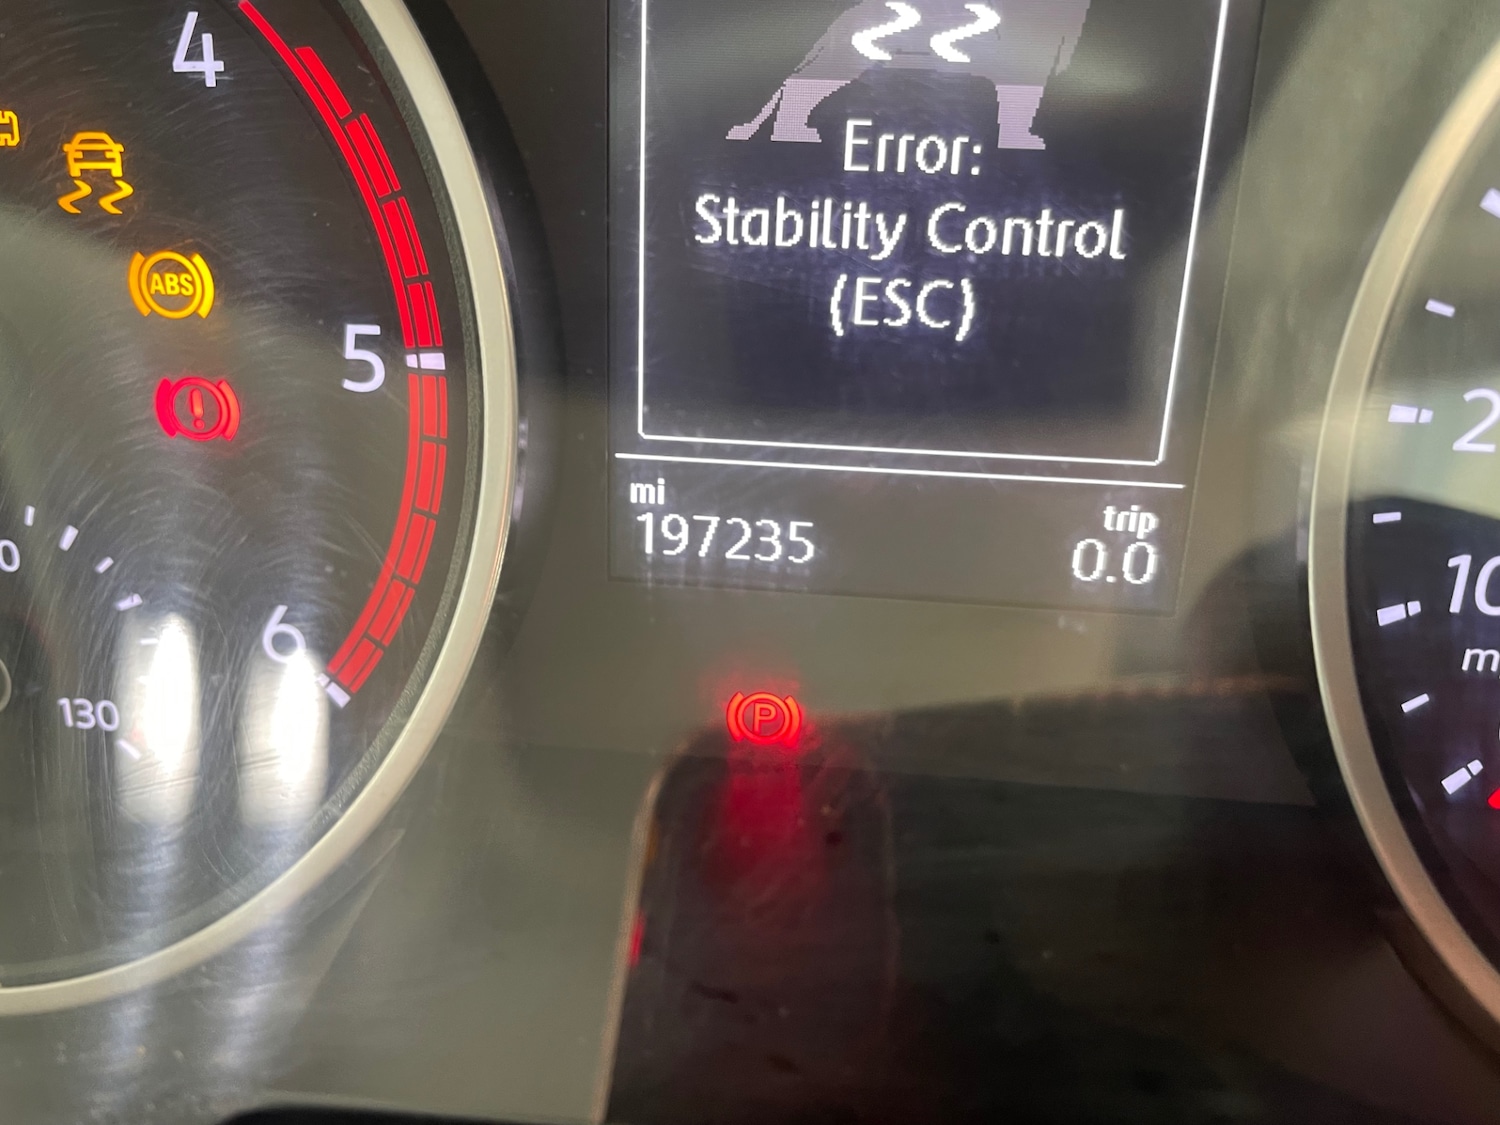 4
Error:
Stability Control
(ESC)
ABS
5
mi
197235
trip
0.0
2
10
6
130
P